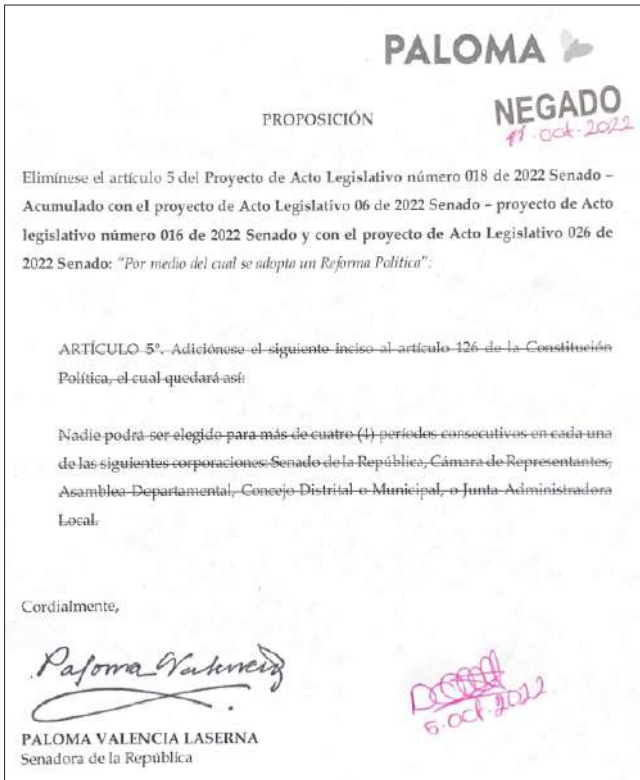 PALOMA
NEGADO
11-oct-2022
PROPOSICIÓN
Elimínese el artículo 5 del Proyecto de Acto Legislativo número 018 de 2022 Senado –
Acumulado con el proyecto de Acto Legislativo 06 de 2022 Senado – proyecto de Acto
legislativo número 016 de 2022 Senado y con el proyecto de Acto Legislativo 026 de
2022 Senado: "Por medio del cual se adopta un Reforma Política":
ARTÍCULO 5°. Adiciónese el siguiente inciso al artículo 126 de la Constitución
Política, el cual quedará así:
Nadie podrá ser elegido para más de cuatro (4) períodos consecutivos en cada una
de las siguientes corporaciones: Senado de la República, Cámara de Representantes,
Asamblea Departamental, Concejo Distrital o Municipal, o Junta Administradora
Local.
Cordialmente,
Paloma Valencia
5.oct.2022
PALOMA VALENCIA LASERNA
Senadora de la República